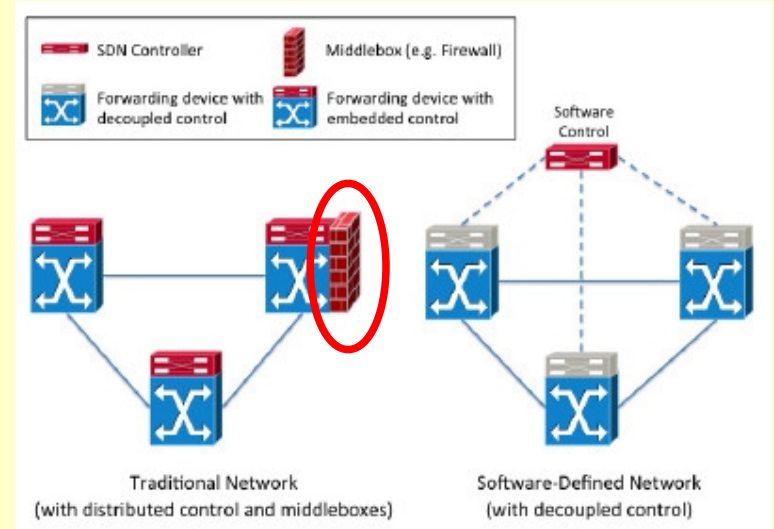 SDN Controller
Middlebox (e.g. Firewall)
Forwarding device with
decoupled control
Forwarding device with
embedded control
Software
Control
Traditional Network
(with distributed control and middleboxes)
Software-Defined Network
(with decoupled control)